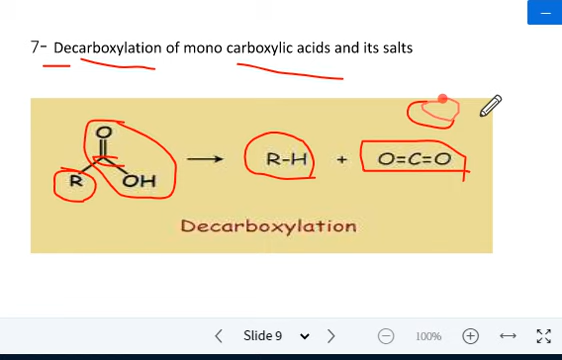 7- Decarboxylation of mono carboxylic acids and its salts
O
R
OH
R-H + O=C=O
Decarboxylation
Slide 9
100%